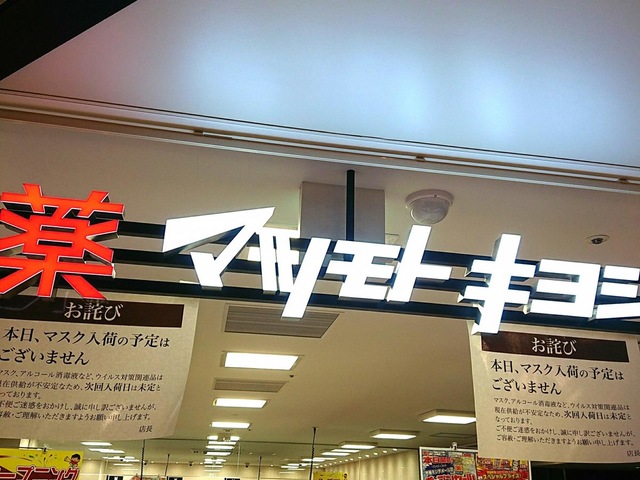 薬 マツモトキヨシ
お詫び
本日、マスク入荷の予定は
ございません
マスク、アルコール消毒液など、ウイルス対策関連品は
現在供給が不安定なため、次回入荷日は未定と
なっております。
不便ご迷惑をおかけし、誠に申し訳ございませんが、
容赦・ご理解いただきますようお願い申し上げます。
店長
お詫び
本日、マスク入荷の予定は
ございません
マスク、アルコール消毒液など、ウイルス対策関連品は
現在供給が不安定なため、次回入荷日は未定と
なっております。
ご不便ご迷惑をおかけし、誠に申し訳ございませんが、
ご容赦・ご理解いただきますようお願い申し上げます。
店長